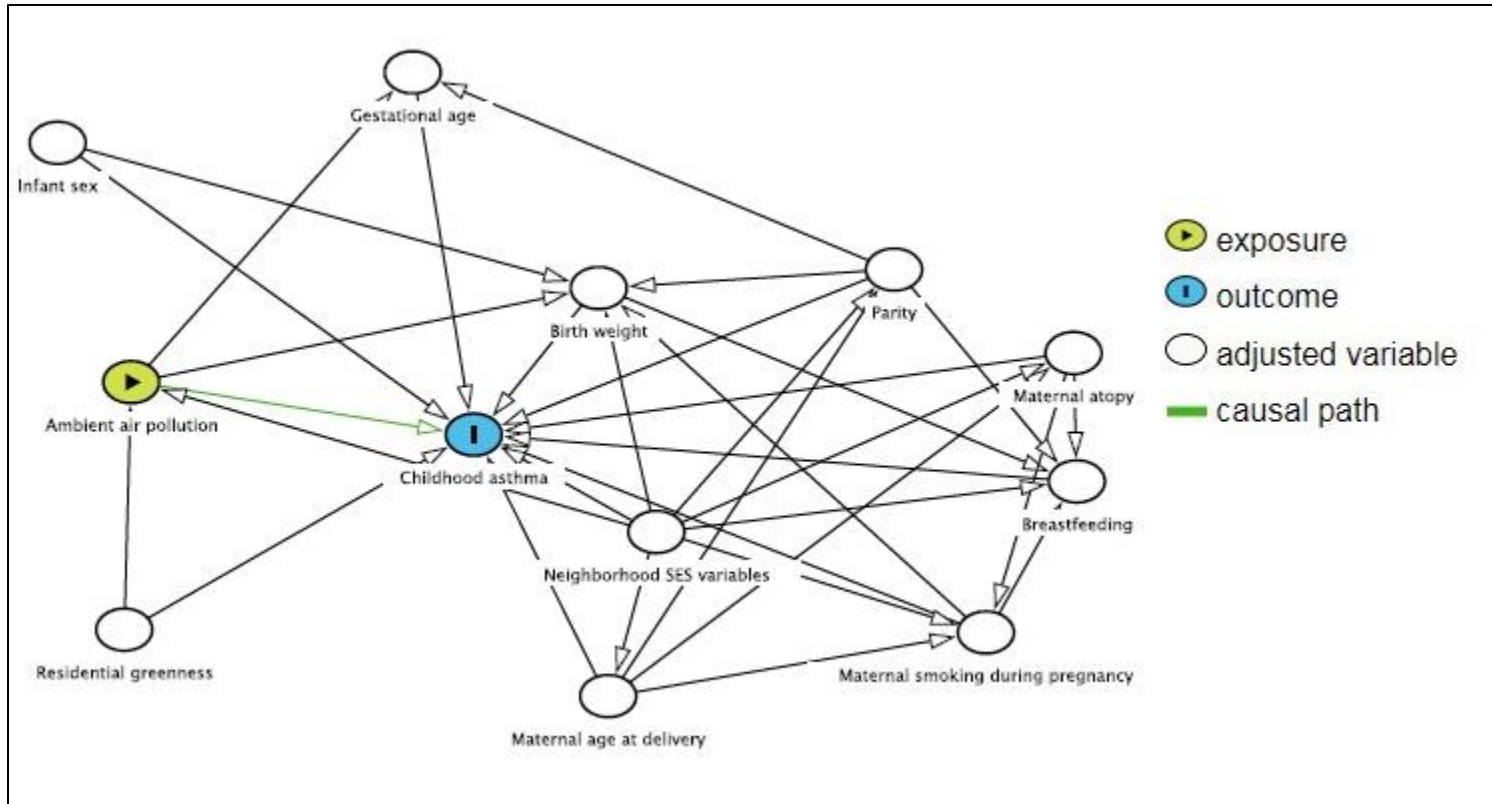 Gestational age
Infant sex
Parity
Birth weight
Maternal atopy
Ambient air pollution
Childhood asthma
Breastfeeding
Neighborhood SES variables
Residential greenness
Maternal smoking during pregnancy
Maternal age at delivery
exposure
outcome
adjusted variable
causal path